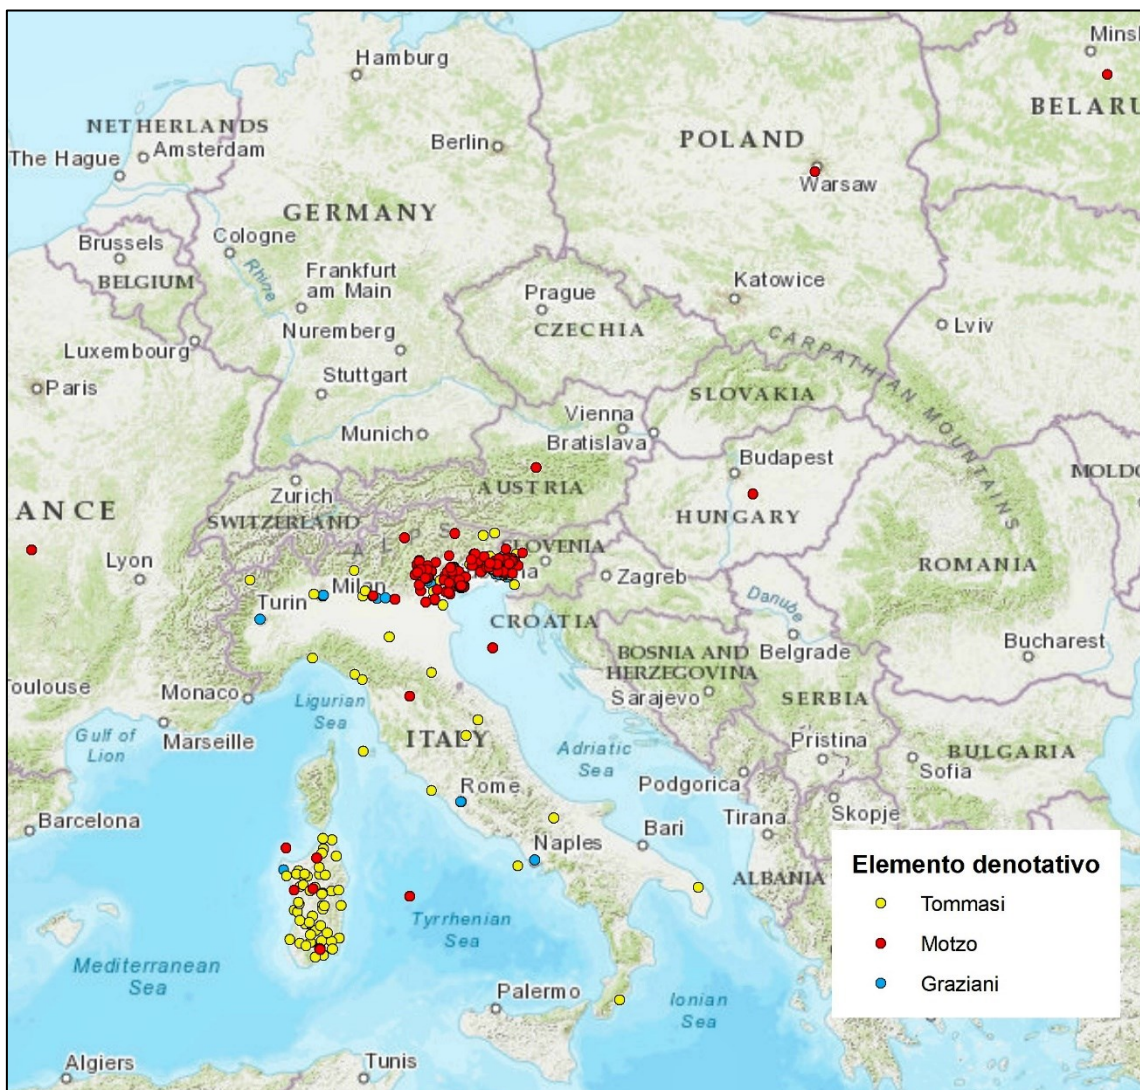 Minsk
Hamburg
BELARU
NETHERLANDS
Amsterdam
Berlin
POLAND
The Hague
Warsaw
GERMANY
Brussels
Cologne
BELGIUM
Rhine
Frankfurt
am Main
Prague
Katowice
CZECHIA
Lviv
Nuremberg
Luxembourg
CARPATHIAN MOUNTAINS
Paris
Stuttgart
SLOVAKIA
Vienna
Munich
Bratislava
Budapest
MOLDO
AUSTRIA
Zurich
ANCE
SWITZERLAND
HUNGARY
ALPS
SLOVENIA
ROMANIA
Lyon
Milan
Zagreb
Turin
Danube
CROATIA
Bucharest
BOSNIA AND
HERZEGOVINA
Belgrade
Toulouse
Monaco
Ligurian
Sea
Sarajevo
SERBIA
Gulf of
Lion
Marseille
ITALY
Adriatic
Sea
Pristina
BULGARIA
Sofia
Rome
Podgorica
Skopje
Barcelona
Naples
Bari
Tirana
ALBANIA
Elemento denotativo
Tommasi
Motzo
Graziani
Tyrrhenian
Sea
Mediterranean
Sea
Palermo
Ionian
Sea
Algiers
Tunis